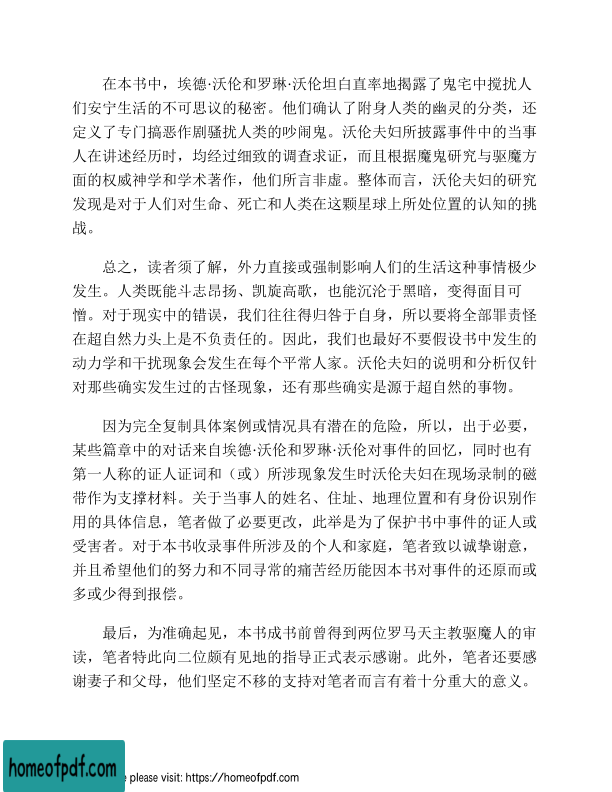 在本书中，埃德·沃伦和罗琳·沃伦坦白直率地揭露了鬼宅中搅扰人
们安宁生活的不可思议的秘密。他们确认了附身人类的幽灵的分类，还
定义了专门搞恶作剧骚扰人类的吵闹鬼。沃伦夫妇所披露事件中的当事
人在讲述经历时，均经过细致的调查求证，而且根据魔鬼研究与驱魔方
面的权威神学和学术著作，他们所言非虚。整体而言，沃伦夫妇的研究
发现是对于人们对生命、死亡和人类在这颗星球上所处位置的认知的挑
战。
总之，读者须了解，外力直接或强制影响人们的生活这种事情极少
发生。人类既能斗志昂扬、凯旋高歌，也能沉沦于黑暗，变得面目可
憎。对于现实中的错误，我们往往得归咎于自身，所以要将全部罪责怪
在超自然力头上是不负责任的。因此，我们也最好不要假设书中发生的
动力学和干扰现象会发生在每个平常人家。沃伦夫妇的说明和分析仅针
对那些确实发生过的古怪现象，还有那些确实是源于超自然的事物。
因为完全复制具体案例或情况具有潜在的危险，所以，出于必要，
某些篇章中的对话来自埃德·沃伦和罗琳·沃伦对事件的回忆，同时也有
第一人称的证人证词和（或）所涉现象发生时沃伦夫妇在现场录制的磁
带作为支撑材料。关于当事人的姓名、住址、地理位置和有身份识别作
用的具体信息，笔者做了必要更改，此举是为了保护书中事件的证人或
受害者。对于本书收录事件所涉及的个人和家庭，笔者致以诚挚谢意，
并且希望他们的努力和不同寻常的痛苦经历能因本书对事件的还原而或
多或少得到报偿。
最后，为准确起见，本书成书前曾得到两位罗马天主教驱魔人的审
读，笔者特此向二位颇有见地的指导正式表示感谢。此外，笔者还要感
谢妻子和父母，他们坚定不移的支持对笔者而言有着十分重大的意义。
homeofpdf.com
please visit: https://homeofpdf.com